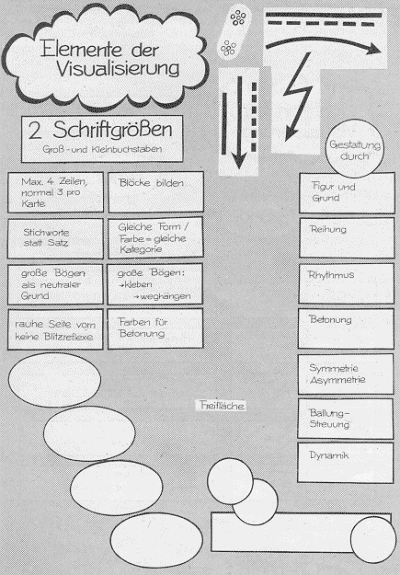 Elemente der
Visualisierung
2 Schriftgrößen
Groß- und Kleinbuchstaben
Max. 4 Zeilen,
normal 3 pro
Karte
Blöcke bilden
Stichworte
statt Satz
Gleiche Form /
Farbe = gleiche
Kategorie
große Bögen
als neutraler
Grund
große Bögen:
→kleben
→weghängen
rauhe Seite vorn
keine Blitzreflexe
Farben für
Betonung
Freifläche
Gestaltung
durch
Figur und
Grund
Reihung
Rhythmus
Betonung
Symmetrie
Asymmetrie
Ballung-
Streuung
Dynamik